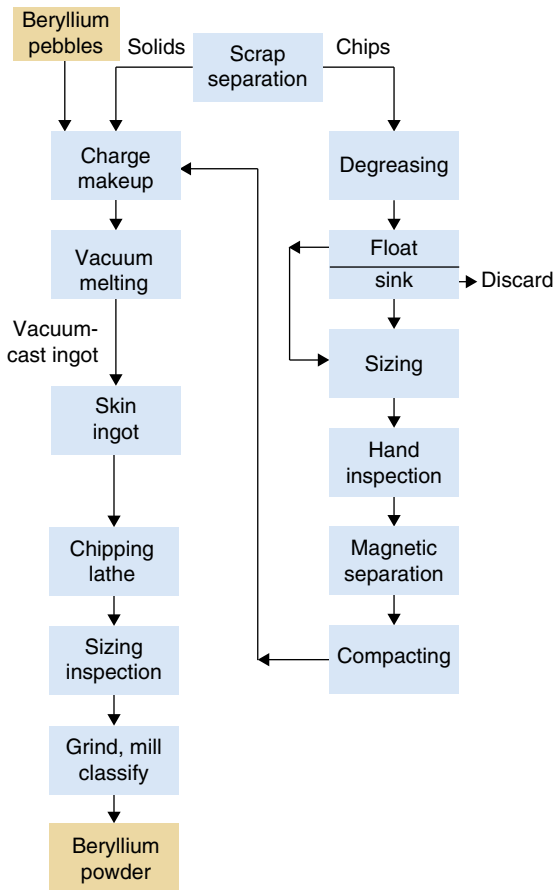 Beryllium
pebbles
Solids
Scrap
separation
Chips
Charge
makeup
Degreasing
Vacuum
melting
Float
sink
Discard
Vacuum-
cast ingot
Sizing
Skin
ingot
Hand
inspection
Chipping
lathe
Magnetic
separation
Sizing
inspection
Compacting
Grind, mill
classify
Beryllium
powder